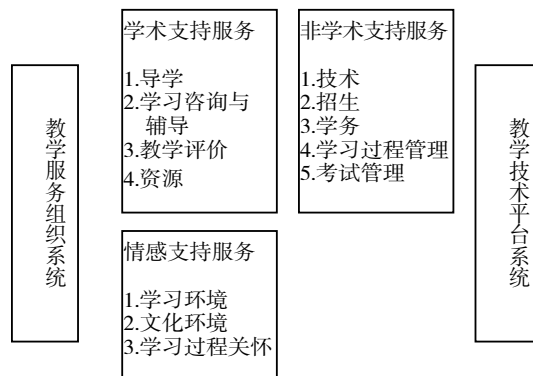 教学服务组织系统
学术支持服务
1.导学
2.学习咨询与
辅导
3.教学评价
4.资源
非学术支持服务
1.技术
2.招生
3.学务
4.学习过程管理
5.考试管理
情感支持服务
1.学习环境
2.文化环境
3.学习过程关怀
教学技术平台系统